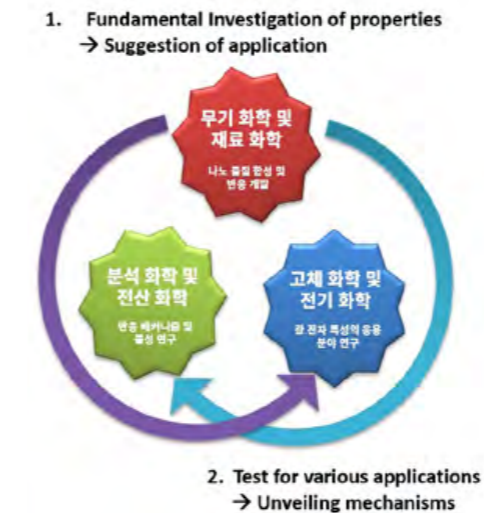 1. Fundamental Investigation of properties
→ Suggestion of application
무기 화학 및
재료 화학
나노 물질 합성 및
반응 개발
분석 화학 및
전산 화학
반응 메커니즘 및
물성 연구
고체 화학 및
전기 화학
광 전자 특성의 응용
분야 연구
2. Test for various applications
→ Unveiling mechanisms